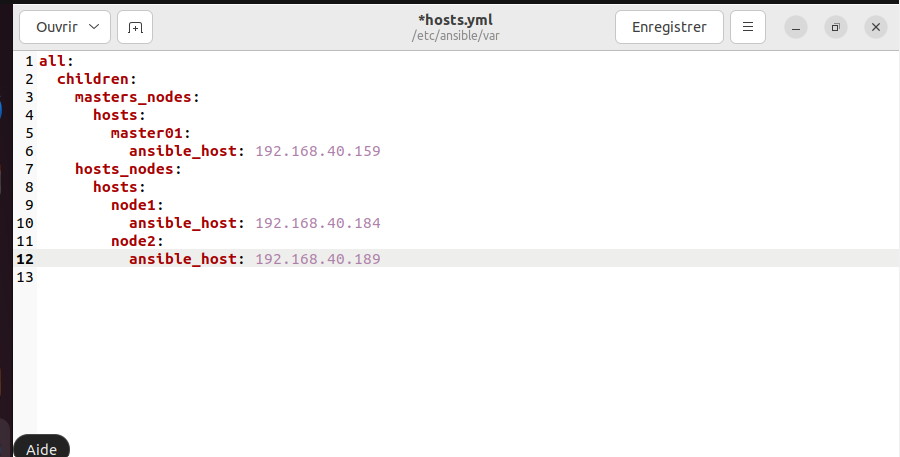 Ouvrir
*hosts.yml
/etc/ansible/var
Enregistrer
1 all:
2   children:
3     masters_nodes:
4       hosts:
5         master01:
6           ansible_host: 192.168.40.159
7     hosts_nodes:
8       hosts:
9         node1:
10           ansible_host: 192.168.40.184
11         node2:
12           ansible_host: 192.168.40.189
13
Aide